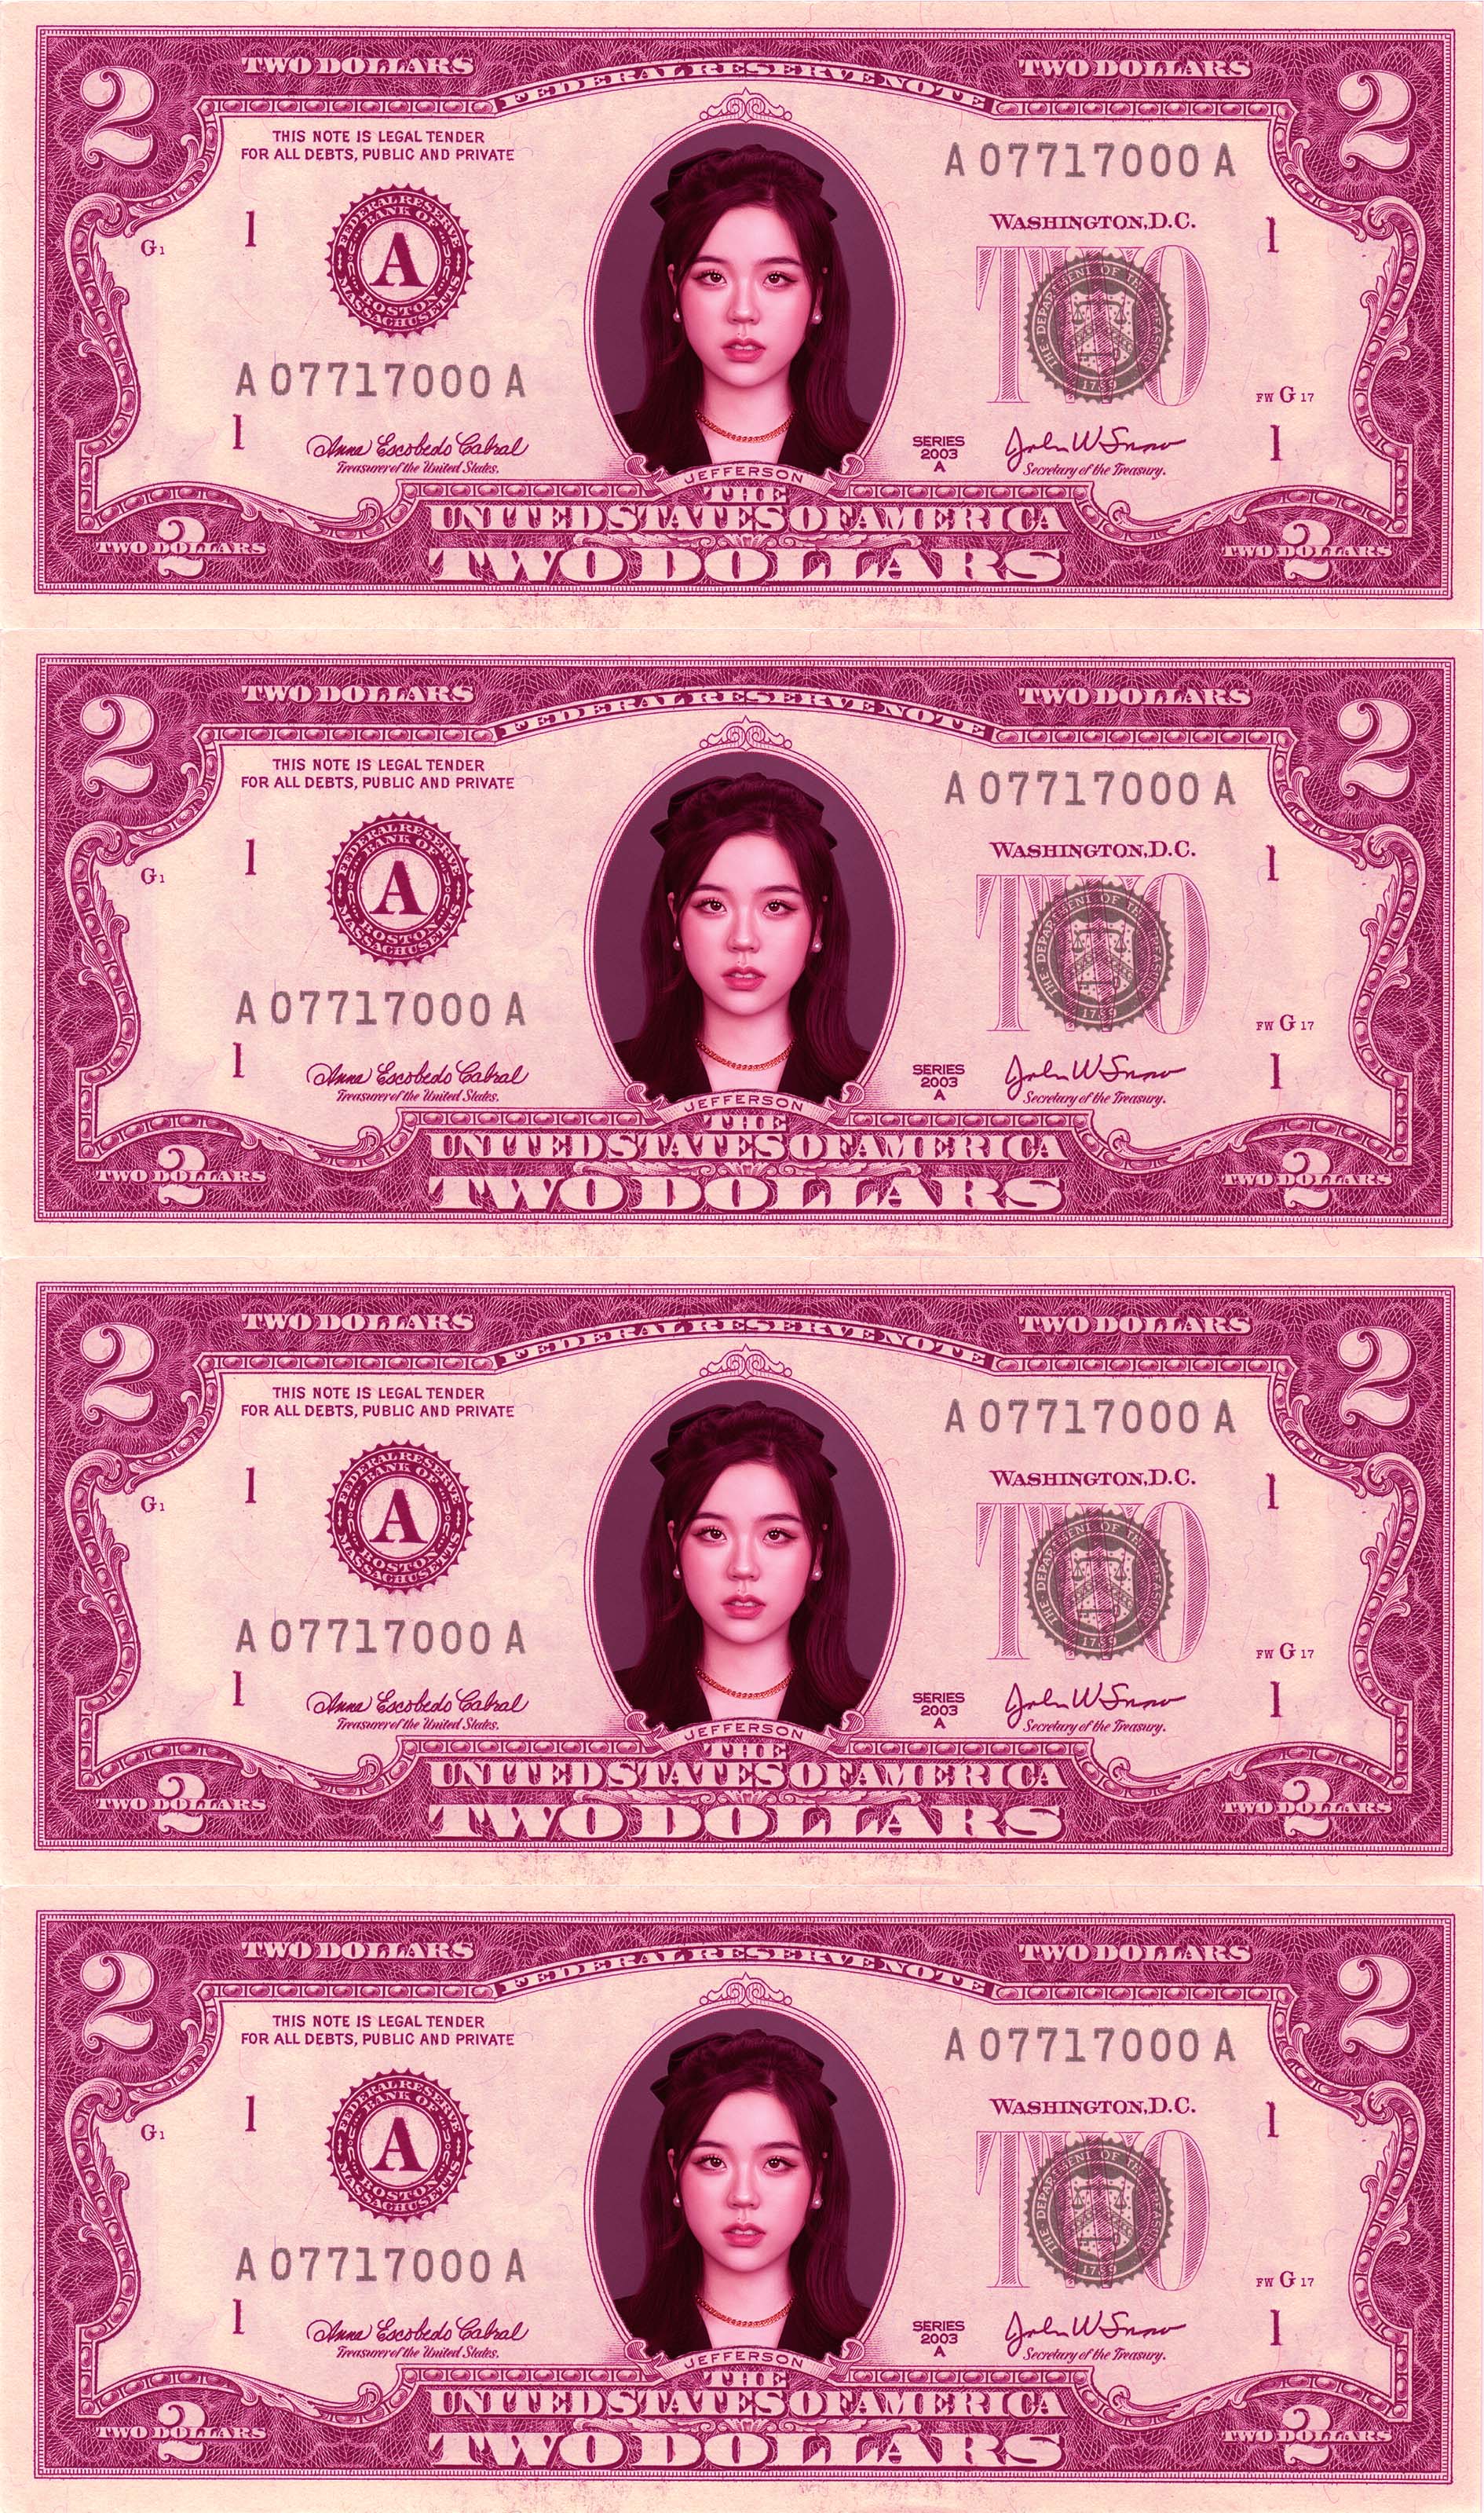 TWO DOLLARS
FEDERAL RESERVE NOTE
TWO DOLLARS
2
2
THIS NOTE IS LEGAL TENDER
FOR ALL DEBTS, PUBLIC AND PRIVATE
A 07717000 A
WASHINGTON, D.C.
1
1
G1
FEDERAL RESERVE BANK OF BOSTON MASSACHUSETTS
A
TWO
THE DEPARTMENT OF THE TREASURY
1789
A 07717000 A
FW G 17
1
1
Anna Escobedo Cabral
Treasurer of the United States.
SERIES
2003
A
John W Snow
Secretary of the Treasury.
JEFFERSON
THE
UNITED STATES OF AMERICA
2
TWO DOLLARS
TWO DOLLARS
2
TWO DOLLARS
TWO DOLLARS
FEDERAL RESERVE NOTE
TWO DOLLARS
2
2
THIS NOTE IS LEGAL TENDER
FOR ALL DEBTS, PUBLIC AND PRIVATE
A 07717000 A
WASHINGTON, D.C.
1
1
G1
FEDERAL RESERVE BANK OF BOSTON MASSACHUSETTS
A
TWO
THE DEPARTMENT OF THE TREASURY
1789
A 07717000 A
FW G 17
1
1
Anna Escobedo Cabral
Treasurer of the United States.
SERIES
2003
A
John W Snow
Secretary of the Treasury.
JEFFERSON
THE
UNITED STATES OF AMERICA
2
TWO DOLLARS
TWO DOLLARS
2
TWO DOLLARS
TWO DOLLARS
FEDERAL RESERVE NOTE
TWO DOLLARS
2
2
THIS NOTE IS LEGAL TENDER
FOR ALL DEBTS, PUBLIC AND PRIVATE
A 07717000 A
WASHINGTON, D.C.
1
1
G1
FEDERAL RESERVE BANK OF BOSTON MASSACHUSETTS
A
TWO
THE DEPARTMENT OF THE TREASURY
1789
A 07717000 A
FW G 17
1
1
Anna Escobedo Cabral
Treasurer of the United States.
SERIES
2003
A
John W Snow
Secretary of the Treasury.
JEFFERSON
THE
UNITED STATES OF AMERICA
2
TWO DOLLARS
TWO DOLLARS
2
TWO DOLLARS
TWO DOLLARS
FEDERAL RESERVE NOTE
TWO DOLLARS
2
2
THIS NOTE IS LEGAL TENDER
FOR ALL DEBTS, PUBLIC AND PRIVATE
A 07717000 A
WASHINGTON, D.C.
1
1
G1
FEDERAL RESERVE BANK OF BOSTON MASSACHUSETTS
A
TWO
THE DEPARTMENT OF THE TREASURY
1789
A 07717000 A
FW G 17
1
1
Anna Escobedo Cabral
Treasurer of the United States.
SERIES
2003
A
John W Snow
Secretary of the Treasury.
JEFFERSON
THE
UNITED STATES OF AMERICA
2
TWO DOLLARS
TWO DOLLARS
2
TWO DOLLARS